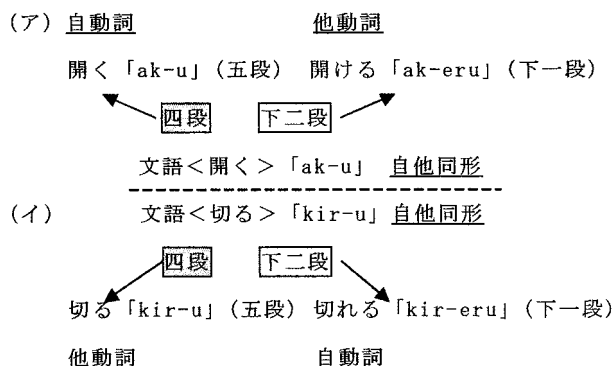 (ア) 自動詞 他動詞
開く「ak-u」(五段) 開ける「ak-eru」(下一段)
四段 下二段
文語<開く>「ak-u」 自他同形
(イ) 文語<切る>「kir-u」自他同形
四段 下二段
切る「kir-u」(五段) 切れる「kir-eru」(下一段)
他動詞 自動詞